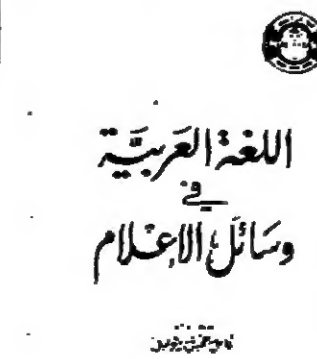 اللغة العربية
في
وسائل الإعلام